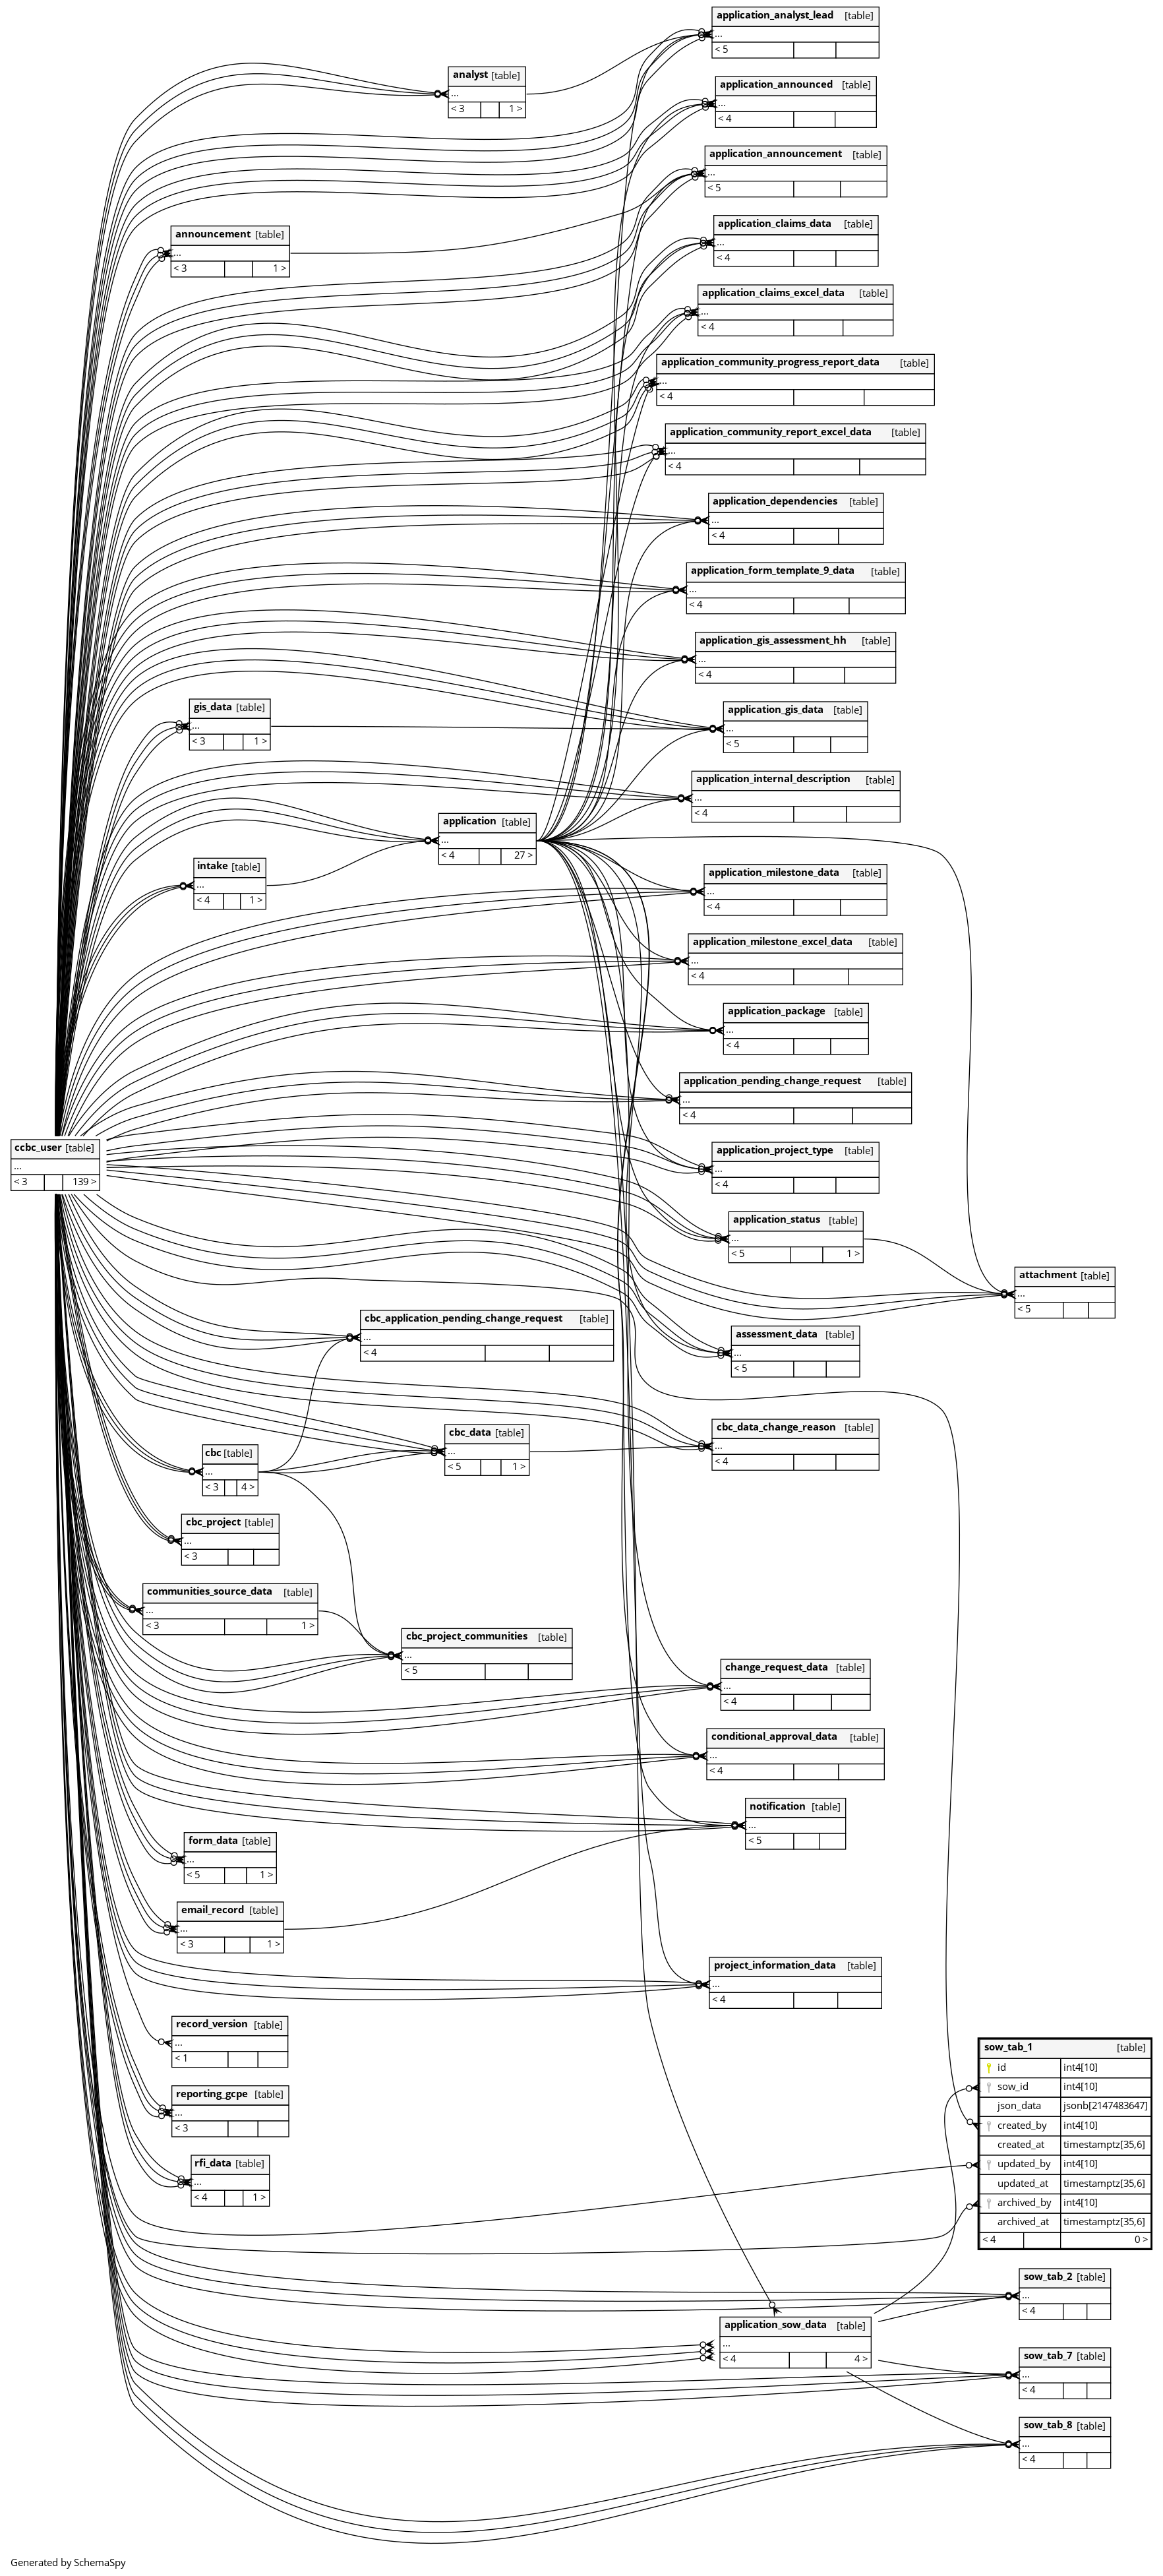 application_analyst_lead [table]
...
< 5
analyst [table]
...
< 3 1 >
application_announced [table]
...
< 4
application_announcement [table]
...
< 5
application_claims_data [table]
...
< 4
announcement [table]
...
< 3 1 >
application_claims_excel_data [table]
...
< 4
application_community_progress_report_data [table]
...
< 4
application_community_report_excel_data [table]
...
< 4
application_dependencies [table]
...
< 4
application_form_template_9_data [table]
...
< 4
application_gis_assessment_hh [table]
...
< 4
gis_data [table]
...
< 3 1 >
application_gis_data [table]
...
< 5
application_internal_description [table]
...
< 4
application [table]
...
< 4 27 >
intake [table]
...
< 4 1 >
application_milestone_data [table]
...
< 4
application_milestone_excel_data [table]
...
< 4
application_package [table]
...
< 4
application_pending_change_request [table]
...
< 4
ccbc_user [table]
...
< 3 139 >
application_project_type [table]
...
< 4
application_status [table]
...
< 5 1 >
attachment [table]
...
< 5
cbc_application_pending_change_request [table]
...
< 4
assessment_data [table]
...
< 5
cbc_data_change_reason [table]
...
< 4
cbc_data [table]
...
< 5 1 >
cbc [table]
...
< 3 4 >
cbc_project [table]
...
< 3
communities_source_data [table]
...
< 3 1 >
cbc_project_communities [table]
...
< 5
change_request_data [table]
...
< 4
conditional_approval_data [table]
...
< 4
notification [table]
...
< 5
form_data [table]
...
< 5 1 >
email_record [table]
...
< 3 1 >
project_information_data [table]
...
< 4
record_version [table]
...
< 1
sow_tab_1 [table]
id int4[10]
sow_id int4[10]
json_data jsonb[2147483647]
created_by int4[10]
created_at timestamptz[35,6]
updated_by int4[10]
updated_at timestamptz[35,6]
archived_by int4[10]
archived_at timestamptz[35,6]
< 4 0 >
reporting_gcpe [table]
...
< 3
rfi_data [table]
...
< 4 1 >
sow_tab_2 [table]
...
< 4
application_sow_data [table]
...
< 4 4 >
sow_tab_7 [table]
...
< 4
sow_tab_8 [table]
...
< 4
Generated by SchemaSpy